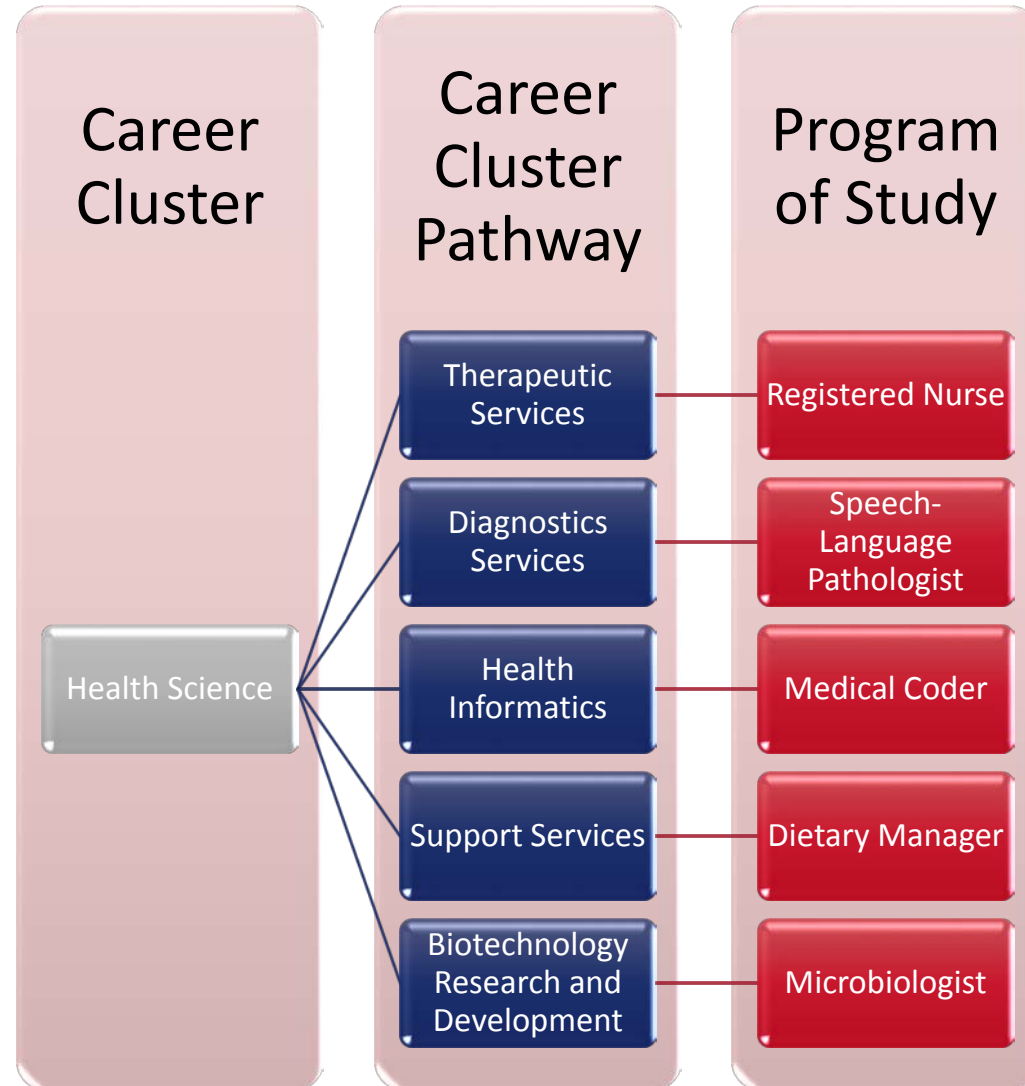 Career
Cluster
Career
Cluster
Pathway
Program
of Study
Health Science
Therapeutic
Services
Registered Nurse
Diagnostics
Services
Speech-
Language
Pathologist
Health
Informatics
Medical Coder
Support Services
Dietary Manager
Biotechnology
Research and
Development
Microbiologist